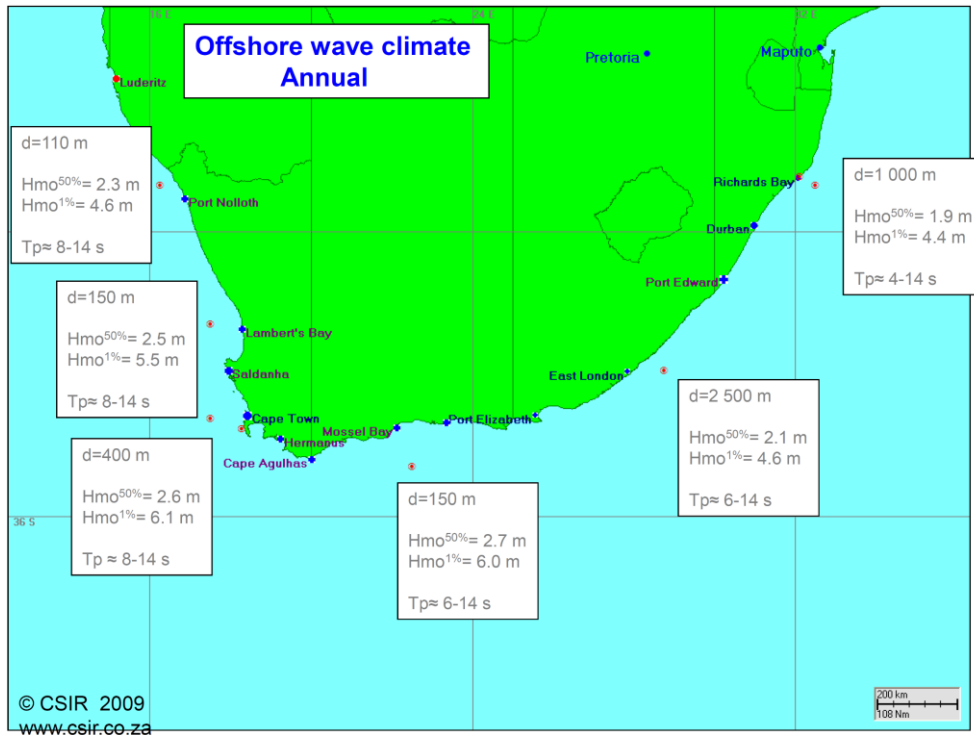 16 E
24 E
32 E
Offshore wave climate
Annual
Pretoria
Maputo
Luderitz
d=110 m
Hmo50%= 2.3 m
Hmo1%= 4.6 m
Tp≈ 8-14 s
Port Nolloth
Richards Bay
d=1 000 m
Hmo50%= 1.9 m
Hmo1%= 4.4 m
Tp≈ 4-14 s
Durban
Port Edward
d=150 m
Hmo50%= 2.5 m
Hmo1%= 5.5 m
Tp≈ 8-14 s
Lambert's Bay
Saldanha
East London
Cape Town
Port Elizabeth
Mossel Bay
Hermanus
Cape Agulhas
d=2 500 m
Hmo50%= 2.1 m
Hmo1%= 4.6 m
Tp≈ 6-14 s
d=400 m
Hmo50%= 2.6 m
Hmo1%= 6.1 m
Tp ≈ 8-14 s
d=150 m
Hmo50%= 2.7 m
Hmo1%= 6.0 m
Tp≈ 6-14 s
36 S
© CSIR 2009
www.csir.co.za
200 km
108 Nm